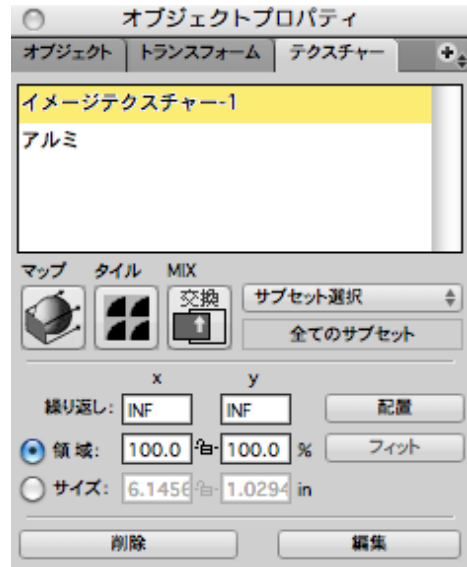 オブジェクトプロパティ
オブジェクト トランスフォーム テクスチャー
イメージテクスチャー-1
アルミ
マップ タイル MIX
交換 サブセット選択
全てのサブセット
x y
繰り返し: INF INF 配置
領域: 100.0 100.0 % フィット
サイズ: 6.1456 1.0294 in
削除 編集